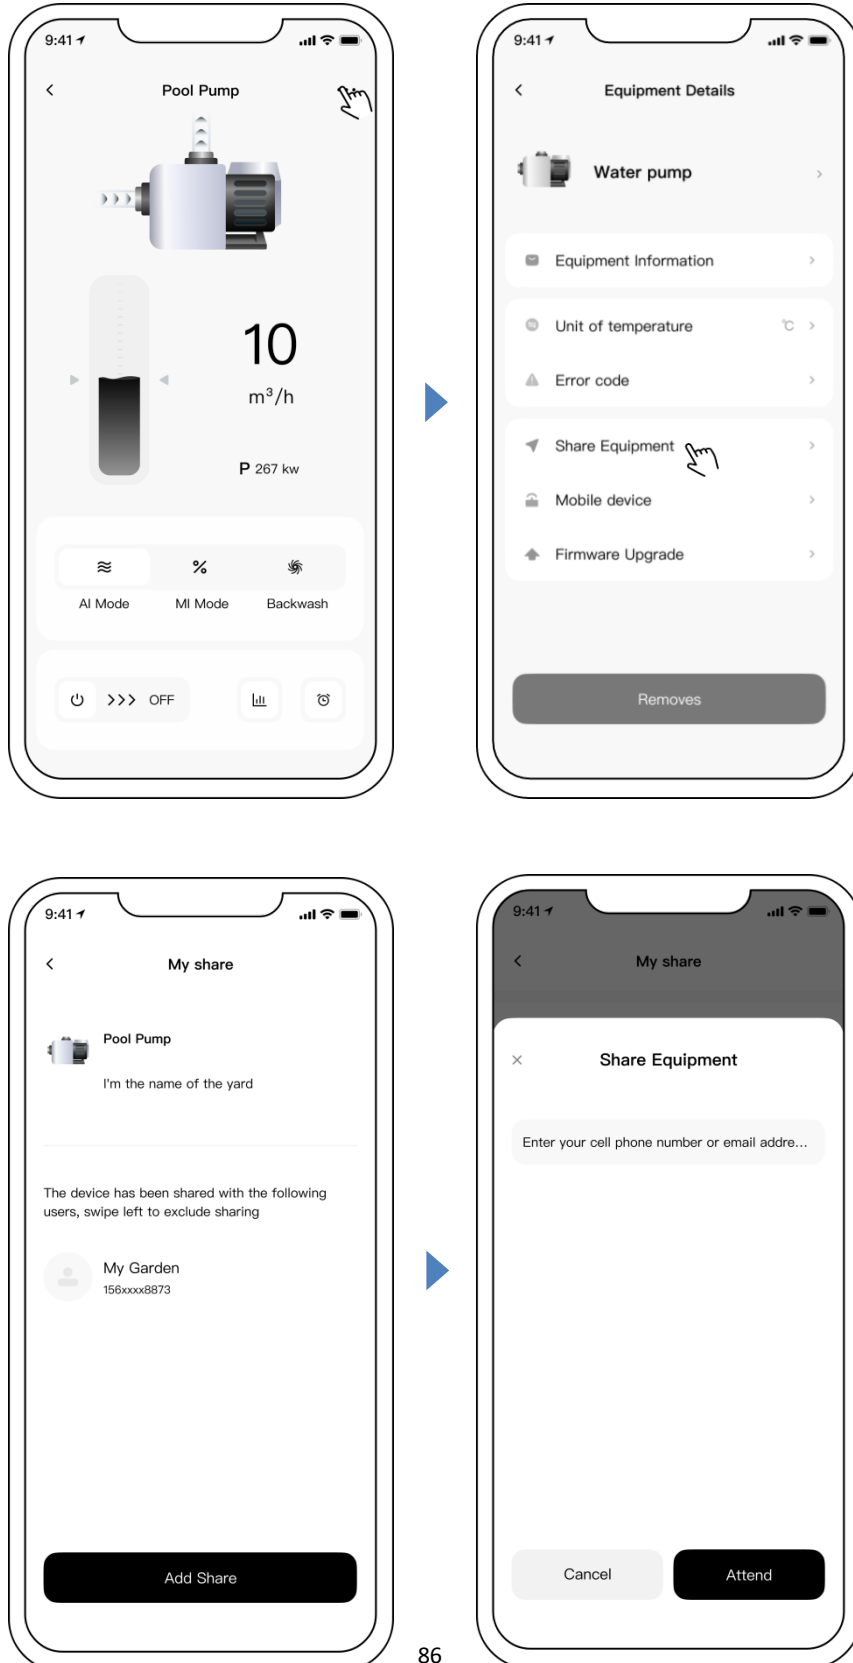 9:41
Pool Pump
10
m³/h
P 267 kw
AI Mode MI Mode Backwash
>>> OFF
9:41
Equipment Details
Water pump
Equipment Information
Unit of temperature °C
Error code
Share Equipment
Mobile device
Firmware Upgrade
Removes
9:41
My share
Pool Pump
I'm the name of the yard
The device has been shared with the following
users, swipe left to exclude sharing
My Garden
156xxxx8873
Add Share
9:41
My share
Share Equipment
Enter your cell phone number or email addre...
Cancel Attend
86